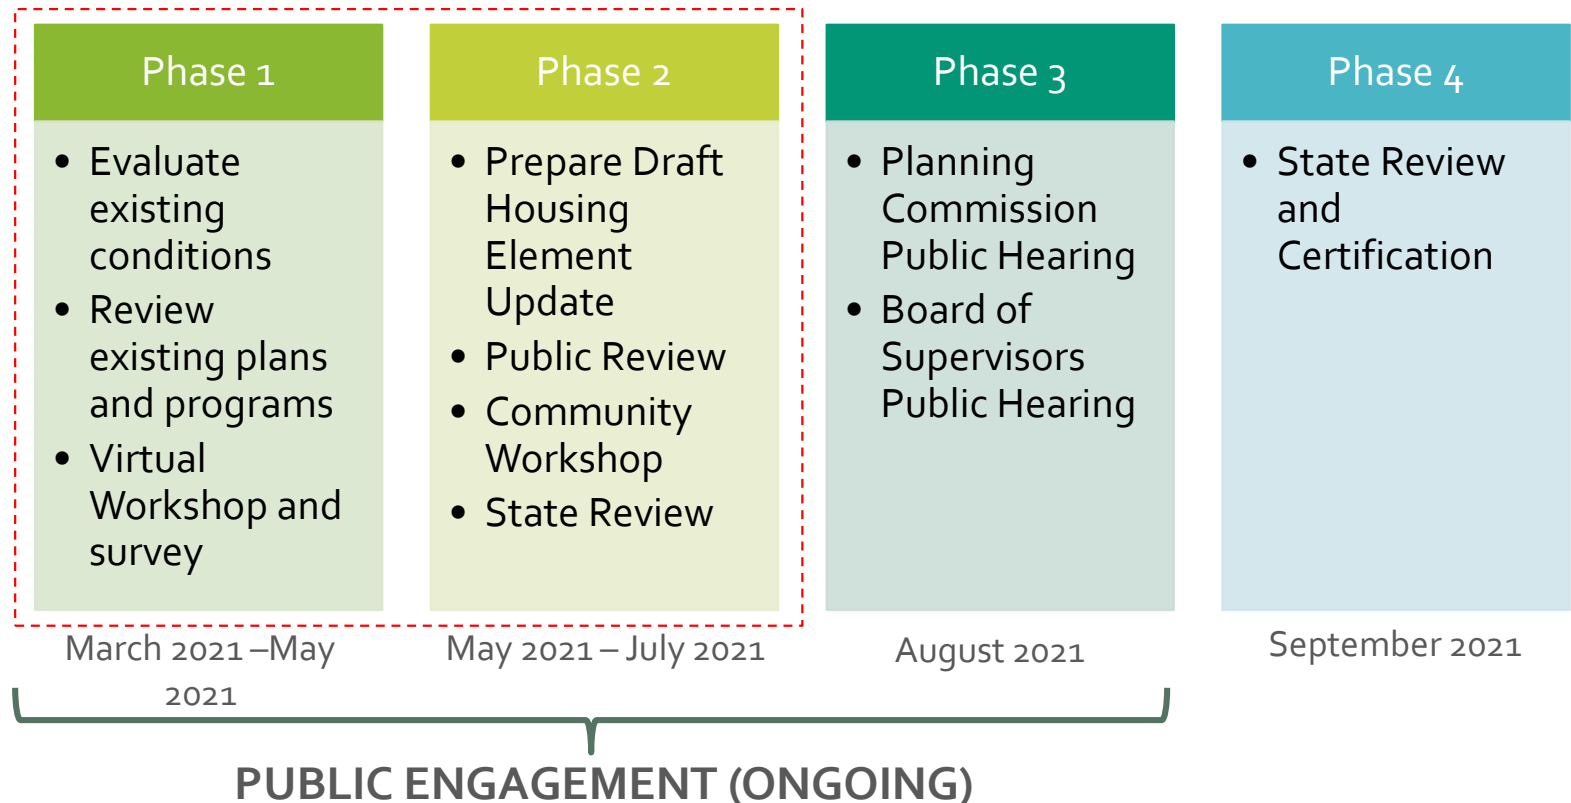 Phase 1
• Evaluate
existing
conditions
• Review
existing plans
and programs
• Virtual
Workshop and
survey
March 2021 –May
2021
Phase 2
• Prepare Draft
Housing
Element
Update
• Public Review
• Community
Workshop
• State Review
May 2021 – July 2021
Phase 3
• Planning
Commission
Public Hearing
• Board of
Supervisors
Public Hearing
August 2021
Phase 4
• State Review
and
Certification
September 2021
PUBLIC ENGAGEMENT (ONGOING)